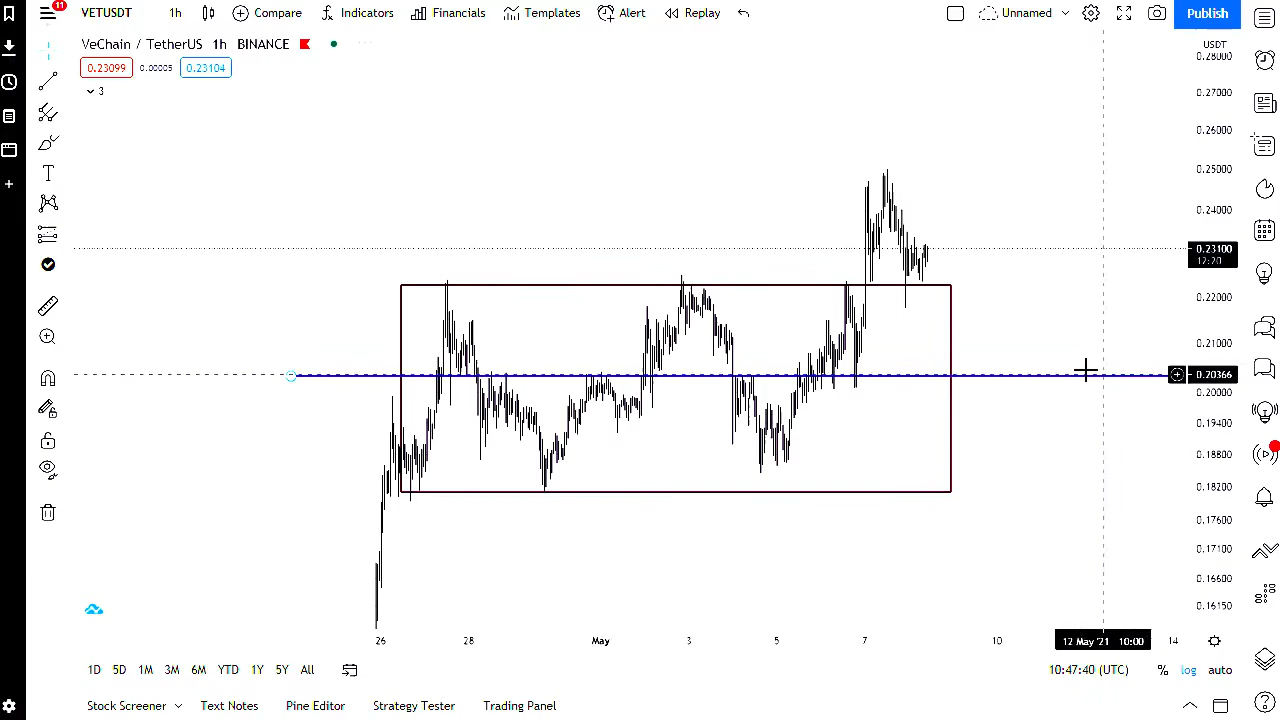 11
VETUSDT 1h Compare Indicators Financials Templates Alert Replay Unnamed Publish
VeChain / TetherUS 1h BINANCE
0.23099 0.00005 0.23104
3
USDT
0.28000
0.27000
0.26000
0.25000
0.24000
0.23100
12:20
0.22000
0.21000
0.20366
0.20000
0.19400
0.18800
0.18200
0.17600
0.17100
0.16600
0.16150
26 28 May 3 5 7 10 12 May '21 10:00 14
1D 5D 1M 3M 6M YTD 1Y 5Y All 10:47:40 (UTC) % log auto
Stock Screener Text Notes Pine Editor Strategy Tester Trading Panel